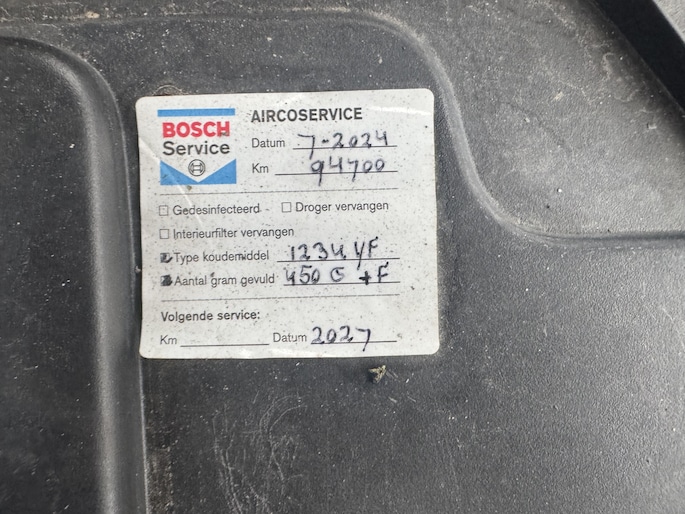 BOSCH
Service
AIRCOSERVICE
Datum 7-2024
Km 94700
Gedesinfecteerd Droger vervangen
Interieurfilter vervangen
Type koudemiddel 1234 YF
Aantal gram gevuld 450 G + F
Volgende service:
Km Datum 2027